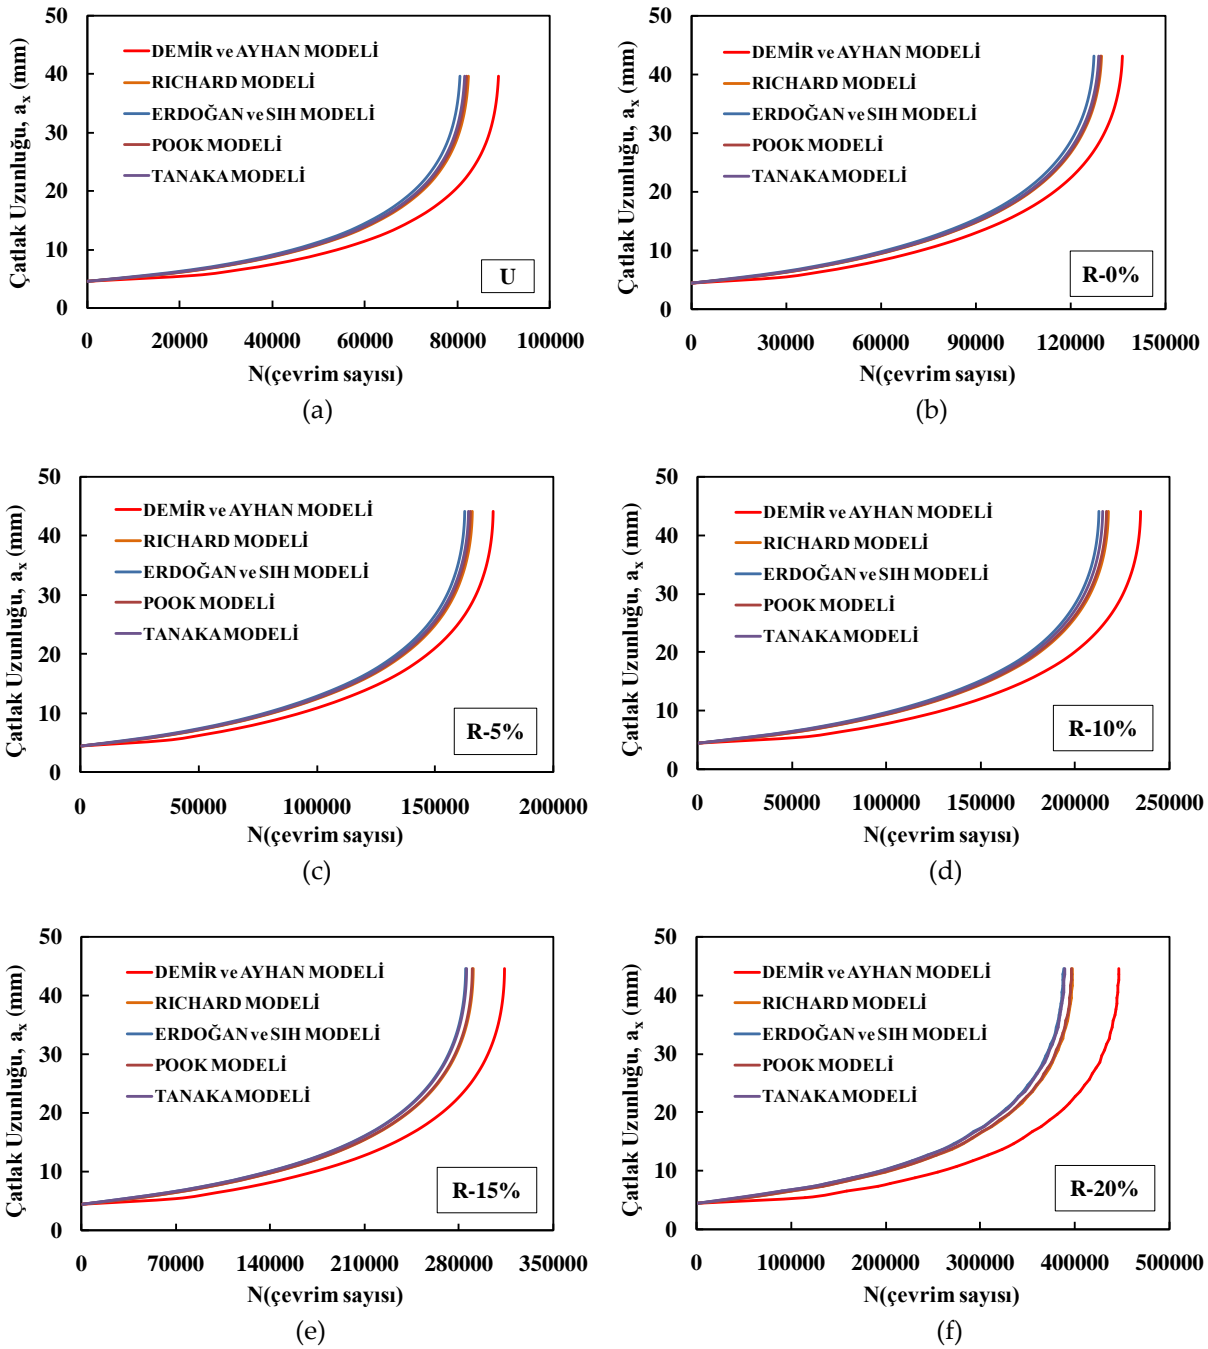 Çatlak Uzunluğu, aₓ (mm)
50
40
30
20
10
0
DEMİR ve AYHAN MODELİ
RICHARD MODELİ
ERDOĞAN ve SIH MODELİ
POOK MODELİ
TANAKA MODELİ
U
0 20000 40000 60000 80000 100000
N(çevrim sayısı)
(a)
Çatlak Uzunluğu, aₓ (mm)
50
40
30
20
10
0
DEMİR ve AYHAN MODELİ
RICHARD MODELİ
ERDOĞAN ve SIH MODELİ
POOK MODELİ
TANAKA MODELİ
R-0%
0 30000 60000 90000 120000 150000
N(çevrim sayısı)
(b)
Çatlak Uzunluğu, aₓ (mm)
50
40
30
20
10
0
DEMİR ve AYHAN MODELİ
RICHARD MODELİ
ERDOĞAN ve SIH MODELİ
POOK MODELİ
TANAKA MODELİ
R-5%
0 50000 100000 150000 200000
N(çevrim sayısı)
(c)
Çatlak Uzunluğu, aₓ (mm)
50
40
30
20
10
0
DEMİR ve AYHAN MODELİ
RICHARD MODELİ
ERDOĞAN ve SIH MODELİ
POOK MODELİ
TANAKA MODELİ
R-10%
0 50000 100000 150000 200000 250000
N(çevrim sayısı)
(d)
Çatlak Uzunluğu, aₓ (mm)
50
40
30
20
10
0
DEMİR ve AYHAN MODELİ
RICHARD MODELİ
ERDOĞAN ve SIH MODELİ
POOK MODELİ
TANAKA MODELİ
R-15%
0 70000 140000 210000 280000 350000
N(çevrim sayısı)
(e)
Çatlak Uzunluğu, aₓ (mm)
50
40
30
20
10
0
DEMİR ve AYHAN MODELİ
RICHARD MODELİ
ERDOĞAN ve SIH MODELİ
POOK MODELİ
TANAKA MODELİ
R-20%
0 100000 200000 300000 400000 500000
N(çevrim sayısı)
(f)